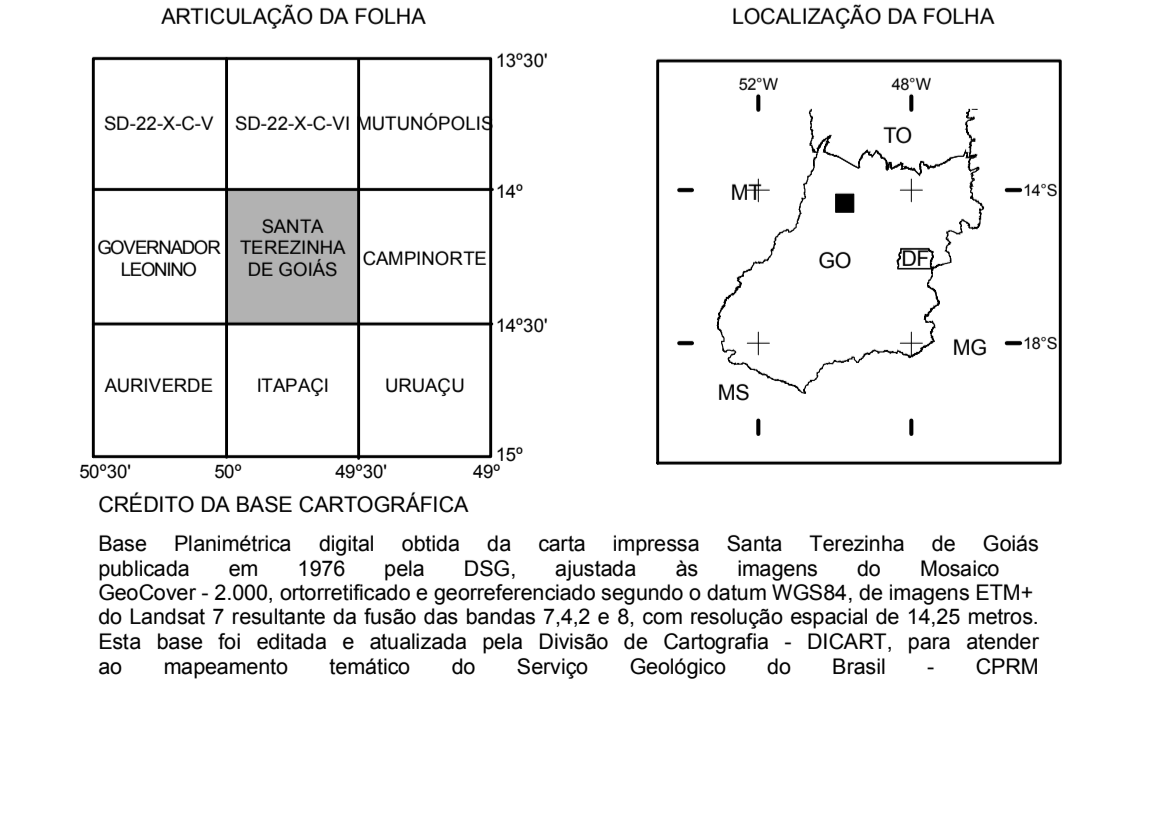 ARTICULAÇÃO DA FOLHA
13º30'
SD-22-X-C-V
SD-22-X-C-VI
MUTUNÓPOLIS
14º
GOVERNADOR
LEONINO
SANTA
TEREZINHA
DE GOIÁS
CAMPINORTE
14º30'
AURIVERDE
ITAPAÇI
URUAÇU
15º
50°30'
50º
49º30'
49º
LOCALIZAÇÃO DA FOLHA
52°W
48°W
TO
MT
14°S
GO
DF
MG
18°S
MS
CRÉDITO DA BASE CARTOGRÁFICA
Base Planimétrica digital obtida da carta impressa Santa Terezinha de Goiás
publicada em 1976 pela DSG, ajustada às imagens do Mosaico
GeoCover - 2.000, ortorretificado e georreferenciado segundo o datum WGS84, de imagens ETM+
do Landsat 7 resultante da fusão das bandas 7,4,2 e 8, com resolução espacial de 14,25 metros.
Esta base foi editada e atualizada pela Divisão de Cartografia - DICART, para atender
ao mapeamento temático do Serviço Geológico do Brasil - CPRM